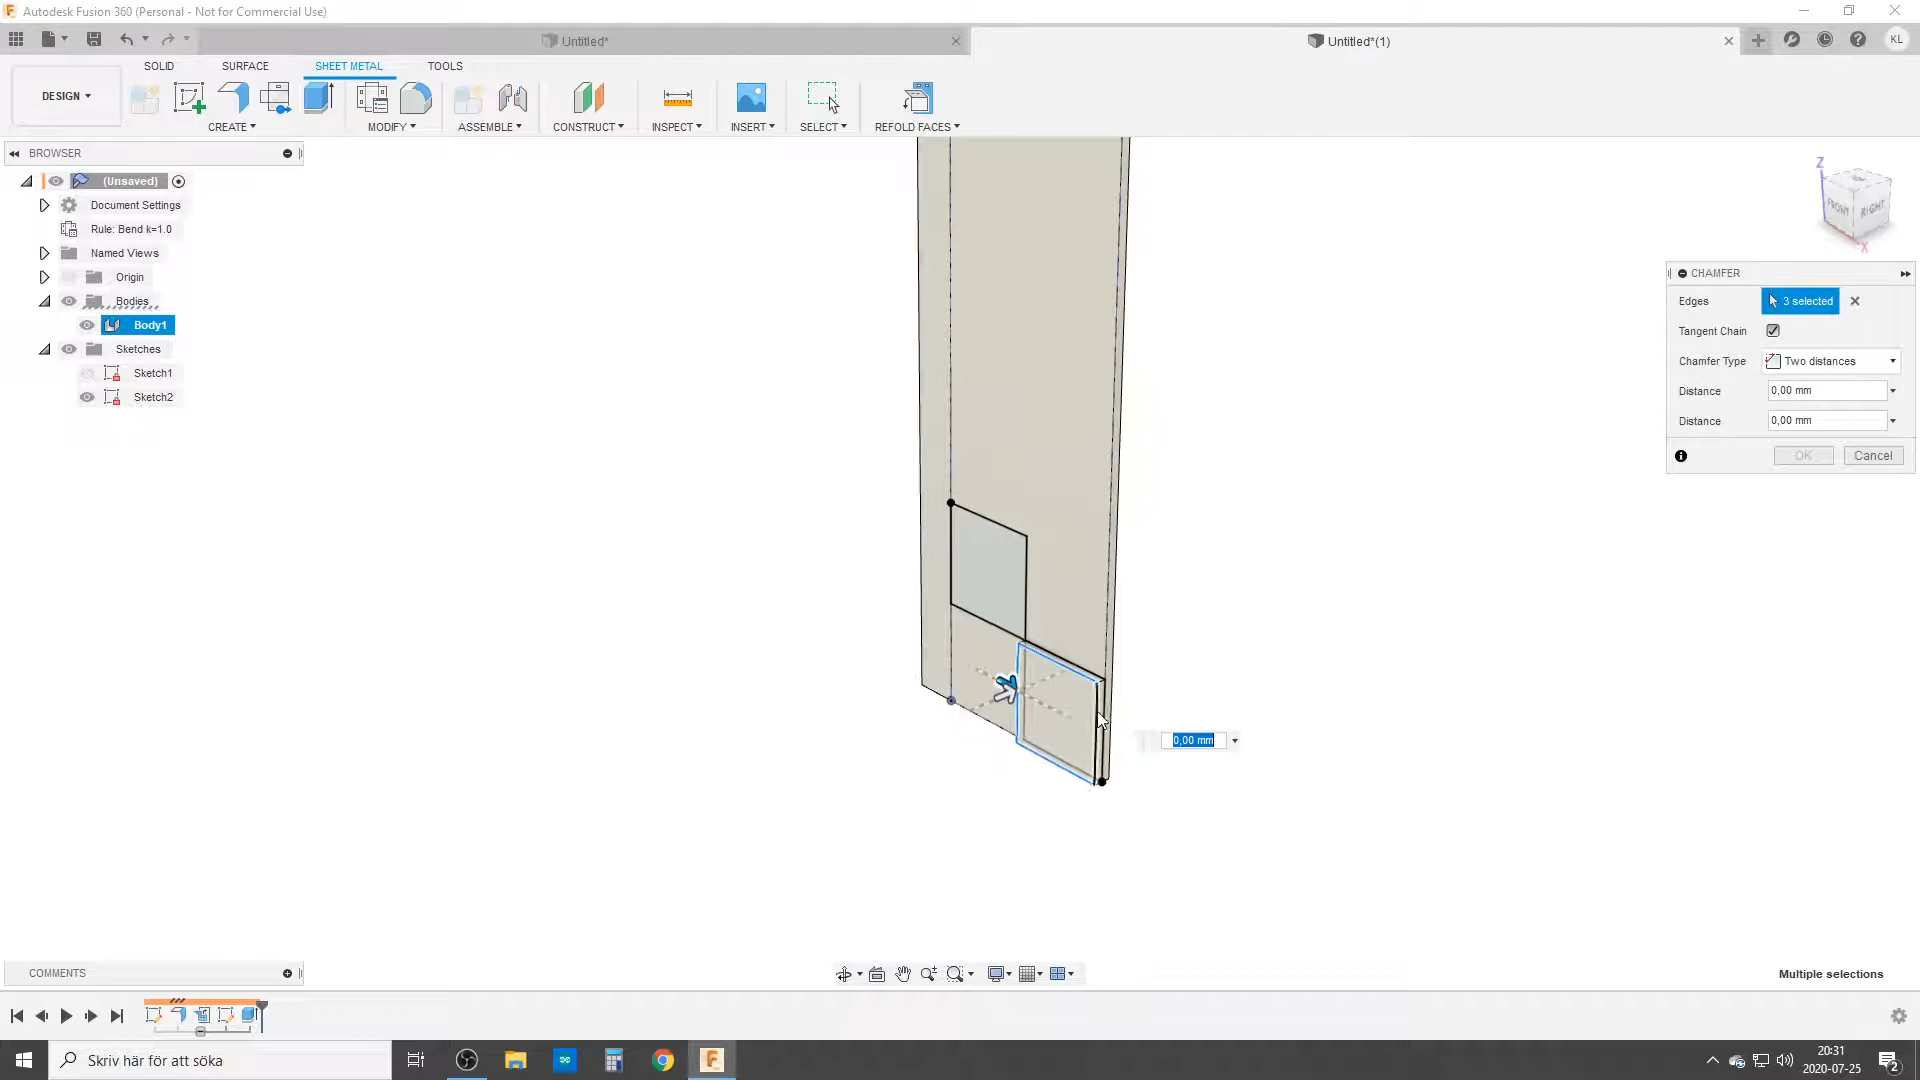 Autodesk Fusion 360 (Personal - Not for Commercial Use)
Untitled*
Untitled*(1)
KL
SOLID
SURFACE
SHEET METAL
TOOLS
DESIGN
CREATE
MODIFY
ASSEMBLE
CONSTRUCT
INSPECT
INSERT
SELECT
REFOLD FACES
BROWSER
(Unsaved)
Document Settings
Rule: Bend k=1.0
Named Views
Origin
Bodies
Body1
Sketches
Sketch1
Sketch2
Z
FRONT
RIGHT
X
CHAMFER
Edges
3 selected
Tangent Chain
Chamfer Type
Two distances
Distance
0,00 mm
Distance
0,00 mm
OK
Cancel
0,00 mm
COMMENTS
Multiple selections
Skriv här för att söka
20:31
2020-07-25
2